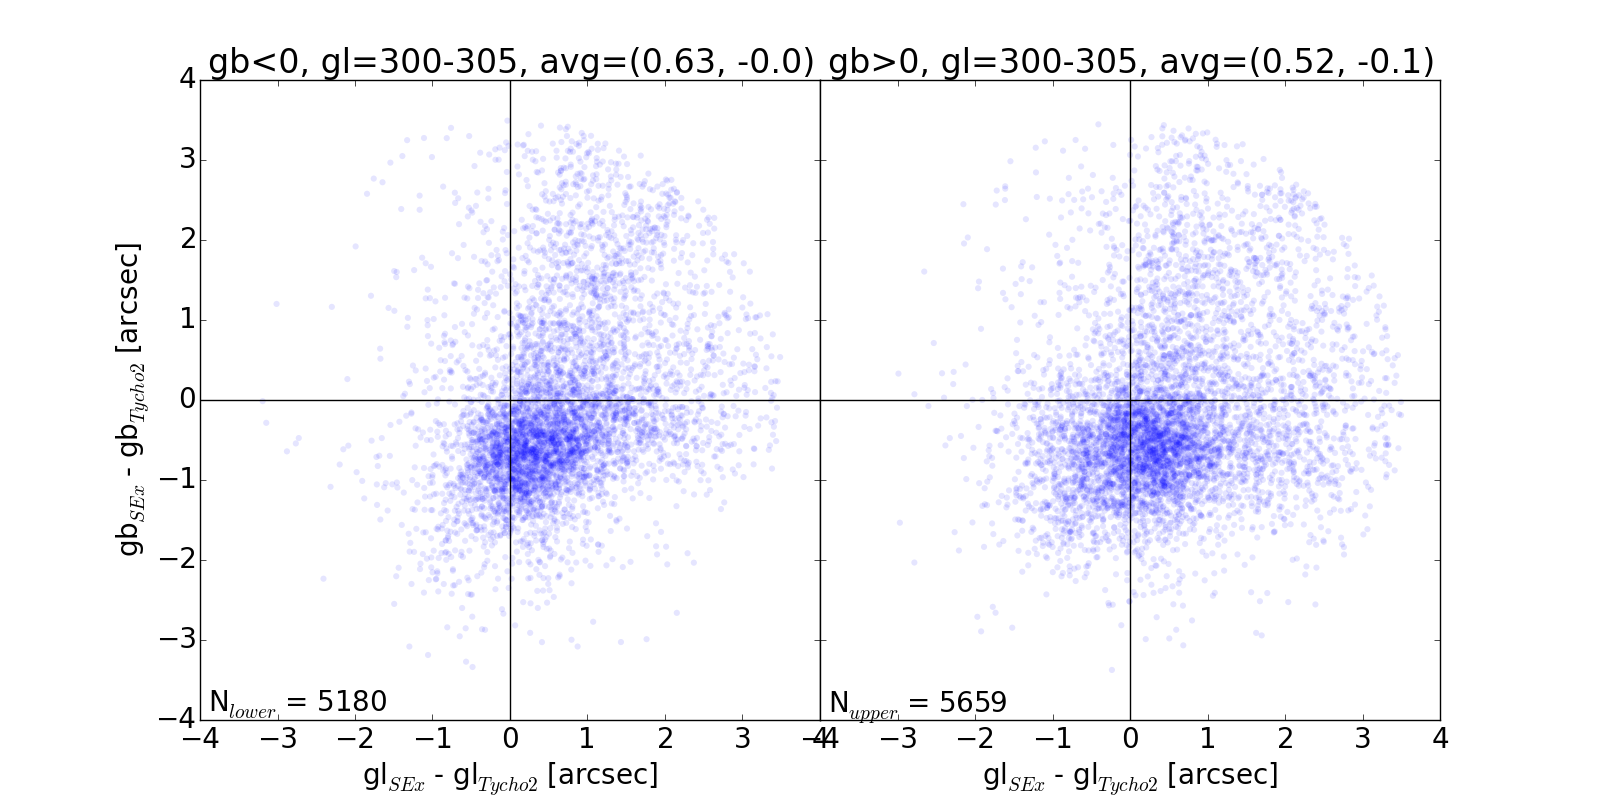 gb<0, gl=300-305, avg=(0.63, -0.0) gb>0, gl=300-305, avg=(0.52, -0.1)
4
3
2
1
0
−1
−2
−3
−4
gb_SEx - gb_Tycho2 [arcsec]
N_lower = 5180
N_upper = 5659
−4 −3 −2 −1 0 1 2 3 4
−4 −3 −2 −1 0 1 2 3 4
gl_SEx - gl_Tycho2 [arcsec]
gl_SEx - gl_Tycho2 [arcsec]